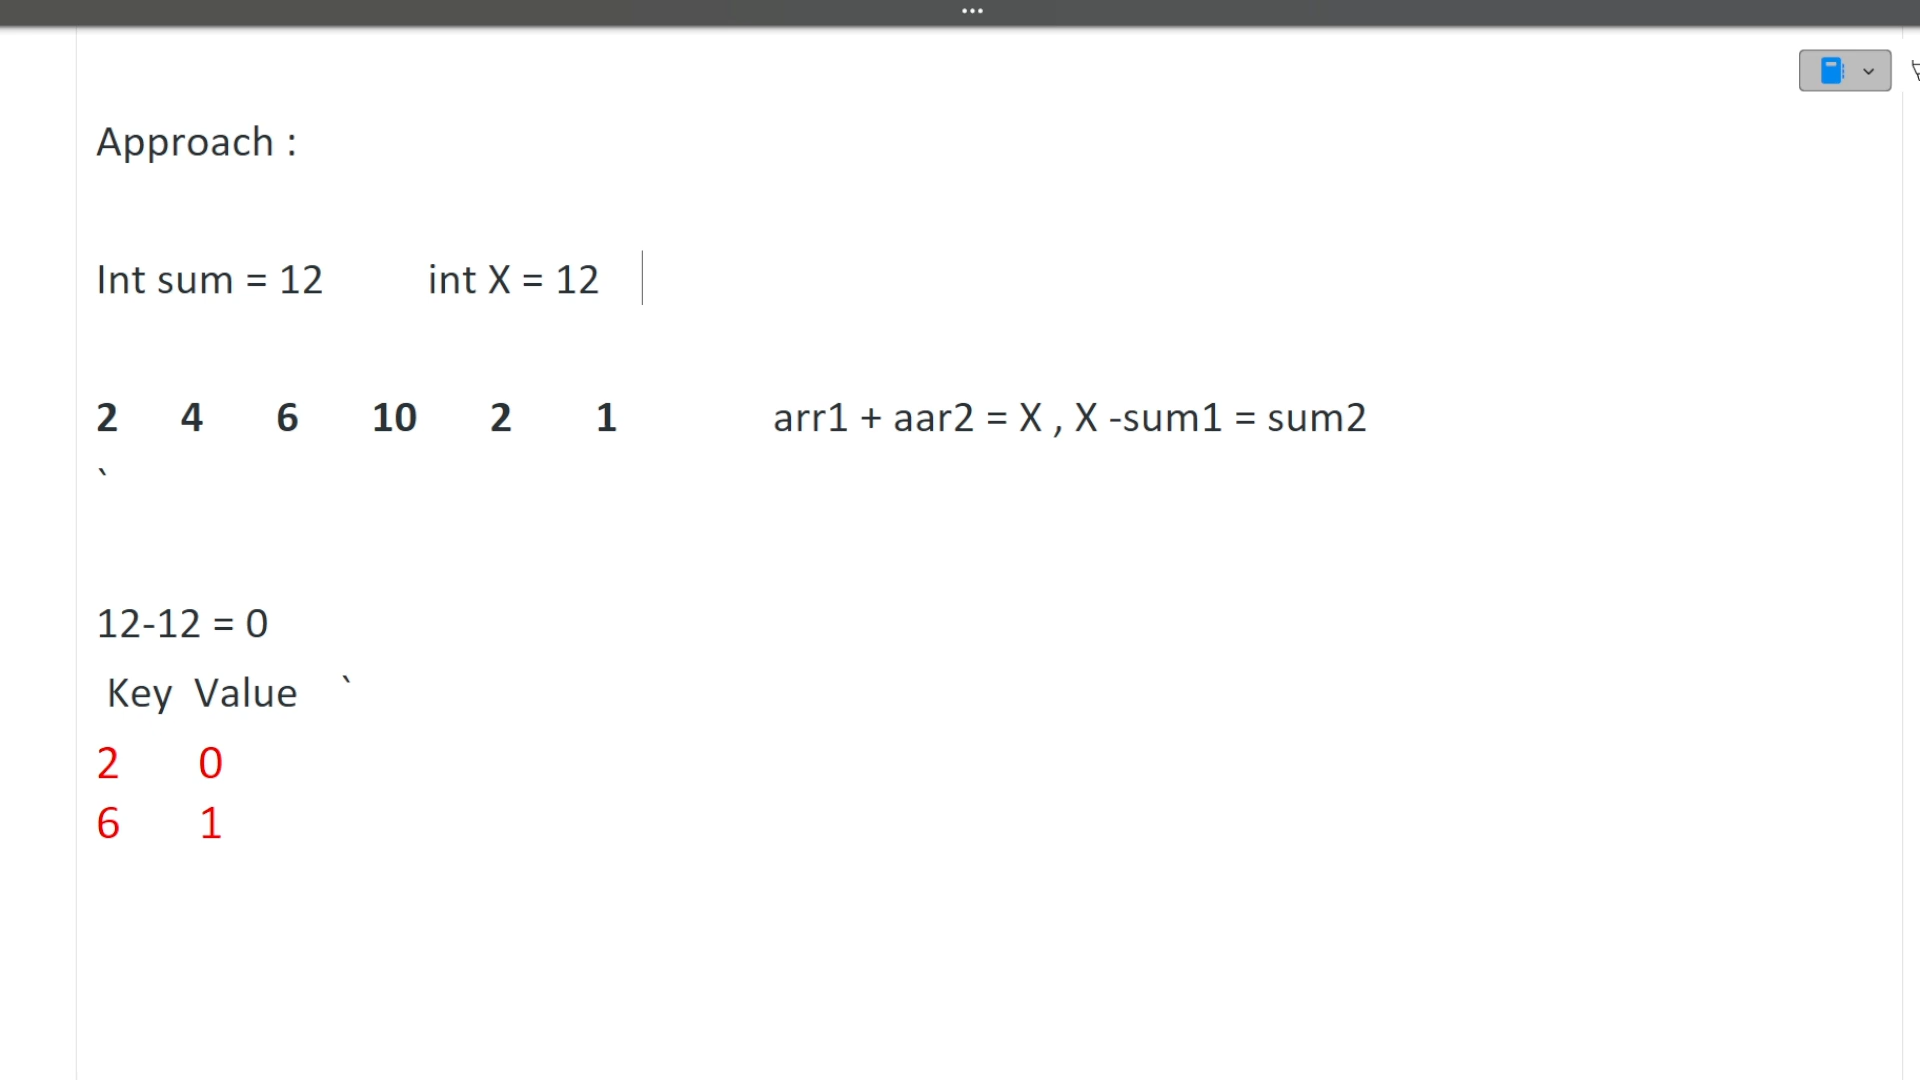 Approach :
Int sum = 12 int X = 12
2 4 6 10 2 1 arr1 + aar2 = X , X -sum1 = sum2
`
12-12 = 0
Key Value `
2 0
6 1